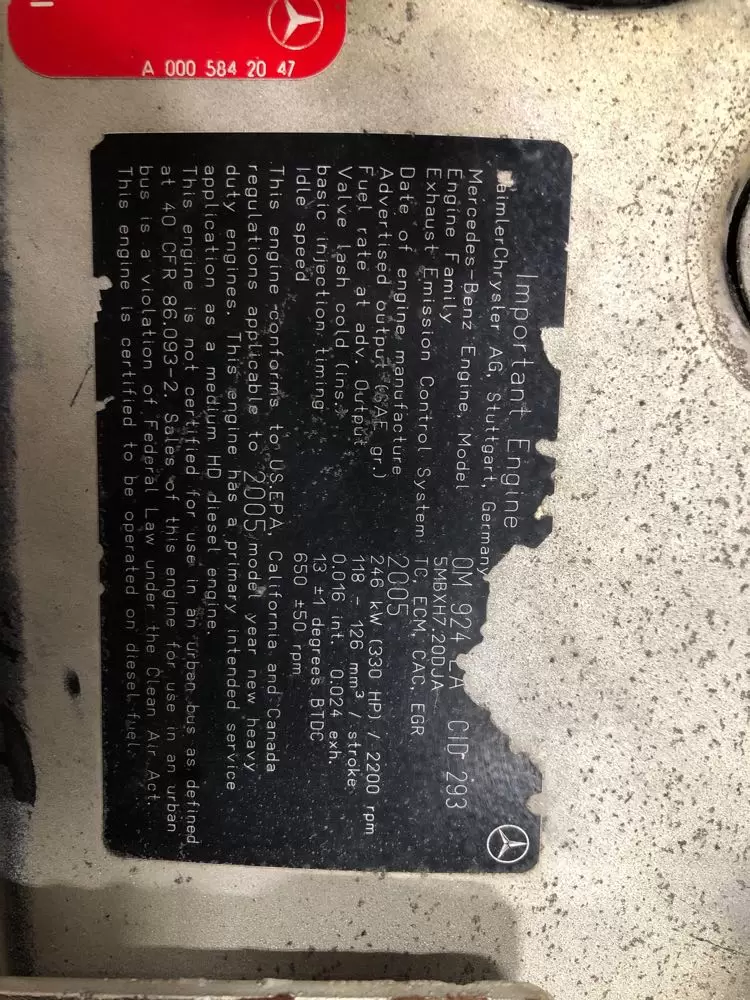 A 000 584 20 47
Important Engine
aimlerChrysler AG, Stuttgart, Germany
Mercedes-Benz Engine, Model OM 924 LA CID 293
Engine Family 5MBXH7.20DJA
Exhaust Emission Control System: TC, ECM, CAC, EGR
Date of engine manufacture 2005
Advertised output (SAE gr.) 246 kW (330 HP) / 2200 rpm
Fuel rate at adv. Output 118 - 126 mm³ / stroke
Valve lash cold (ins. 0.016 int. 0.024 exh.
basic injection timing 13 ±1 degrees BTDC
Idle speed 650 ±50 rpm
This engine conforms to US.EPA, California and Canada
regulations applicable to 2005 model year new heavy
duty engines. This engine has a primary intended service
application as a medium HD diesel engine.
This engine is not certified for use in an urban bus as defined
at 40 CFR 86.093-2. Sales of this engine for use in an urban
bus is a violation of Federal Law under the Clean Air Act.
This engine is certified to be operated on diesel fuel.